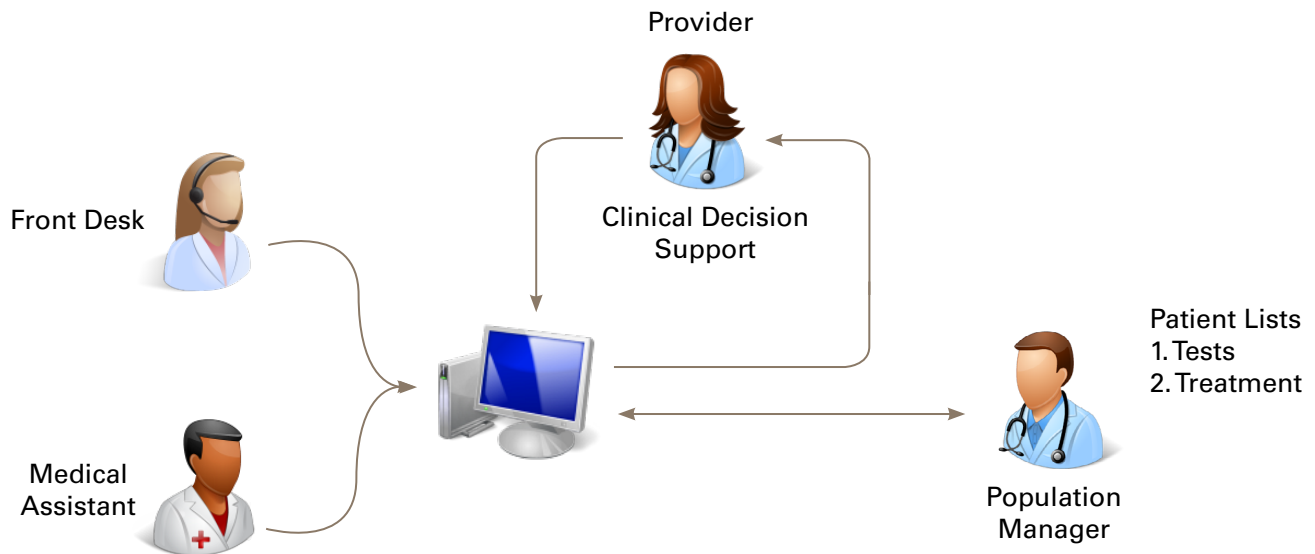 Provider
Front Desk
Clinical Decision
Support
Patient Lists
1. Tests
2. Treatment
Medical
Assistant
Population
Manager